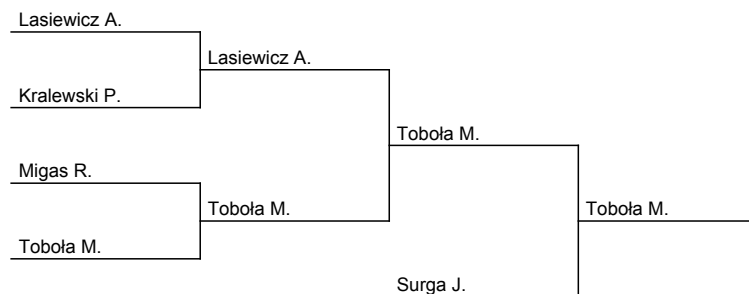 Lasiewicz A.
Lasiewicz A.
Kralewski P.
Toboła M.
Migas R.
Toboła M.
Toboła M.
Toboła M.
Surga J.